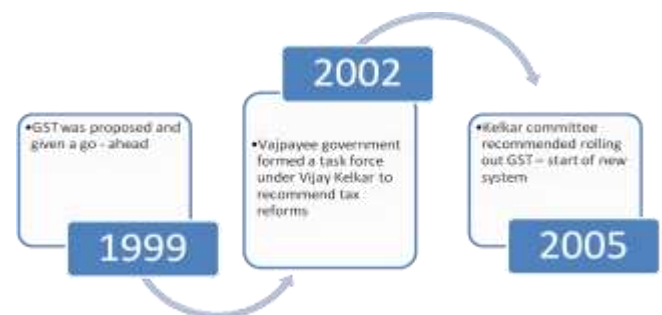 •GST was proposed and
given a go - ahead
1999
2002
•Vajpayee government
formed a task force
under Vijay Kelkar to
recommend tax
reforms
•Kelkar committee
recommended rolling
out GST – start of new
system
2005